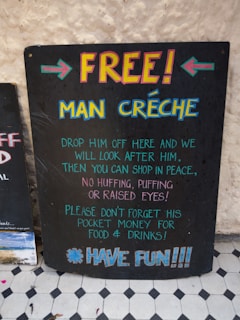 FREE!
MAN CRÉCHE
DROP HIM OFF HERE AND WE
WILL LOOK AFTER HIM,
THEN YOU CAN SHOP IN PEACE,
NO HUFFING, PUFFING
OR RAISED EYES!
PLEASE DON'T FORGET HIS
POCKET MONEY FOR
FOOD & DRINKS!
HAVE FUN!!!